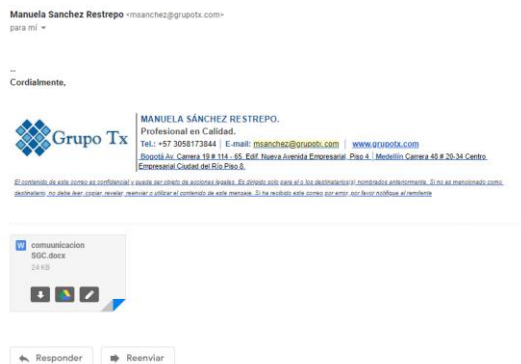 Manuela Sanchez Restrepo <msanchez@grupotx.com>
para mí
--
Cordialmente,
Grupo Tx
MANUELA SÁNCHEZ RESTREPO.
Profesional en Calidad.
Tel.: +57 3058173844 | E-mail: msanchez@grupotx.com | www.grupotx.com
Bogotá Av. Carrera 19 # 114 - 65. Edif. Nueva Avenida Empresarial, Piso 4. | Medellín Carrera 48 # 20-34 Centro
Empresarial Ciudad del Río Piso 8.
El contenido de este correo es confidencial y puede ser objeto de acciones legales. Es dirigido solo para el o los destinatarios(s) nombrados anteriormente. Si no es mencionado como
destinatario, no debe leer, copiar, revelar, reenviar o utilizar el contenido de este mensaje. Si ha recibido este correo por error, por favor notifique al remitente
W
comuunicacion
SGC.docx
24 KB
Responder
Reenviar